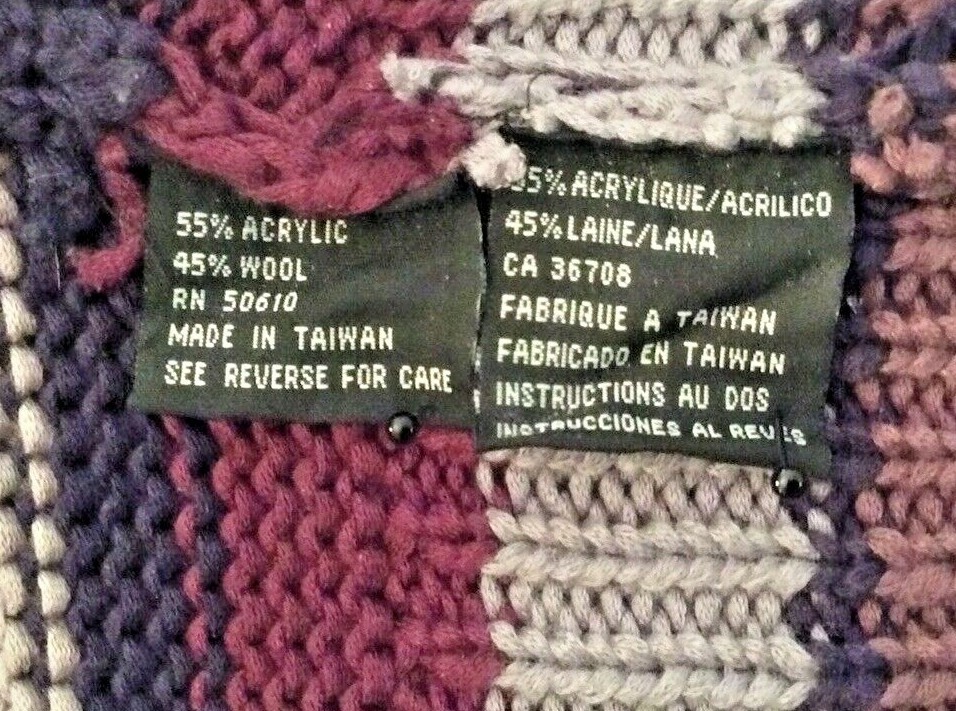 55% ACRYLIC
45% WOOL
RN 50610
MADE IN TAIWAN
SEE REVERSE FOR CARE
55% ACRYLIQUE/ACRILICO
45% LAINE/LANA
CA 36708
FABRIQUE A TAIWAN
FABRICADO EN TAIWAN
INSTRUCTIONS AU DOS
INSTRUCCIONES AL REVES